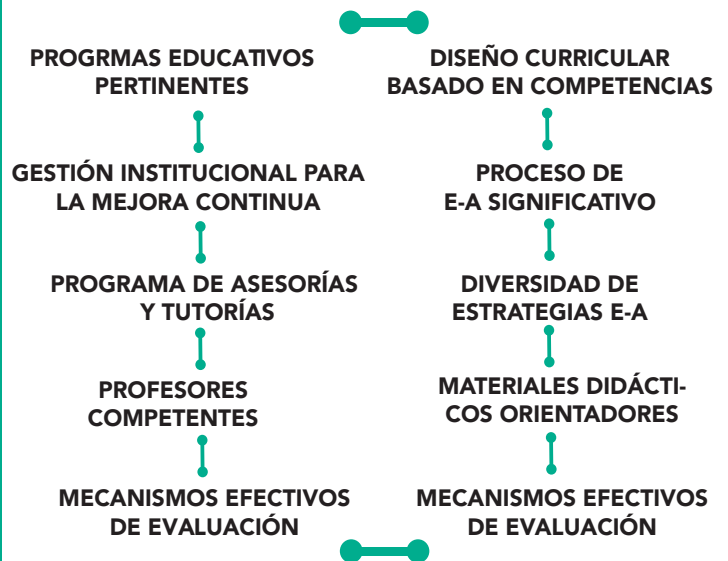 PROGRMAS EDUCATIVOS
PERTINENTES
GESTIÓN INSTITUCIONAL PARA
LA MEJORA CONTINUA
PROGRAMA DE ASESORÍAS
Y TUTORÍAS
PROFESORES
COMPETENTES
MECANISMOS EFECTIVOS
DE EVALUACIÓN
DISEÑO CURRICULAR
BASADO EN COMPETENCIAS
PROCESO DE
E-A SIGNIFICATIVO
DIVERSIDAD DE
ESTRATEGIAS E-A
MATERIALES DIDÁCTI-
COS ORIENTADORES
MECANISMOS EFECTIVOS
DE EVALUACIÓN